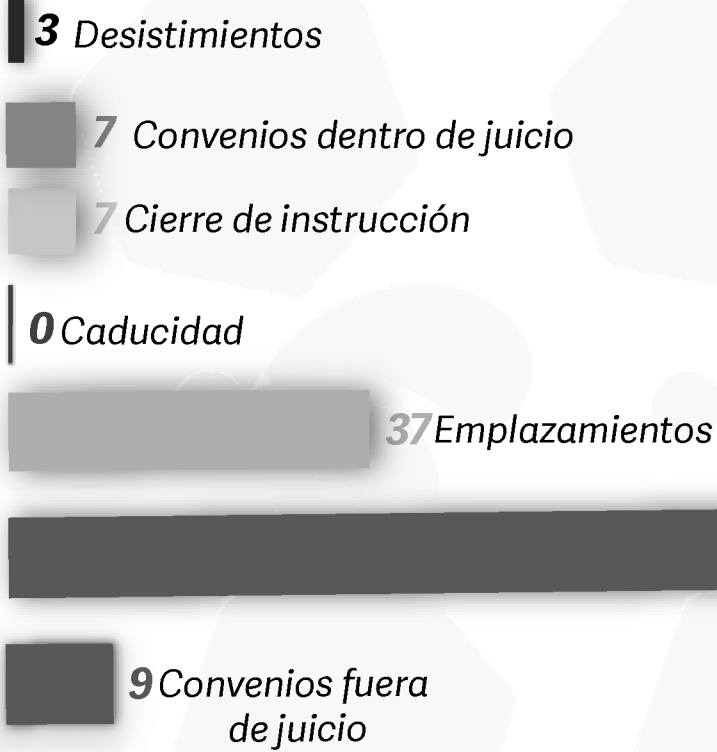 3 Desistimientos
7 Convenios dentro de juicio
7 Cierre de instrucción
0 Caducidad
37 Emplazamientos
9 Convenios fuera
de juicio